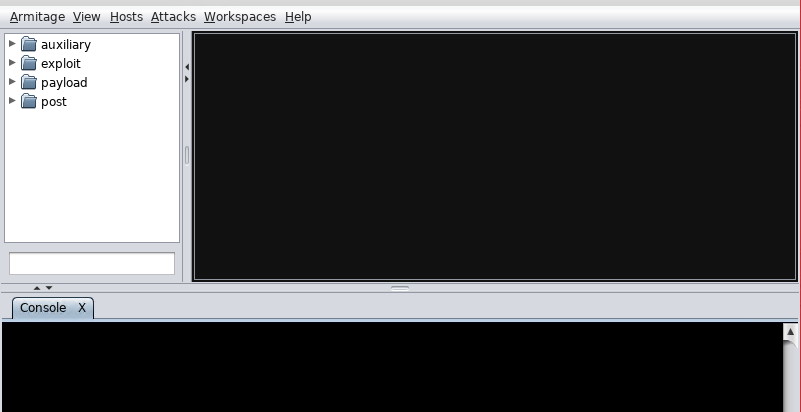 Armitage View Hosts Attacks Workspaces Help
auxiliary
exploit
payload
post
Console X